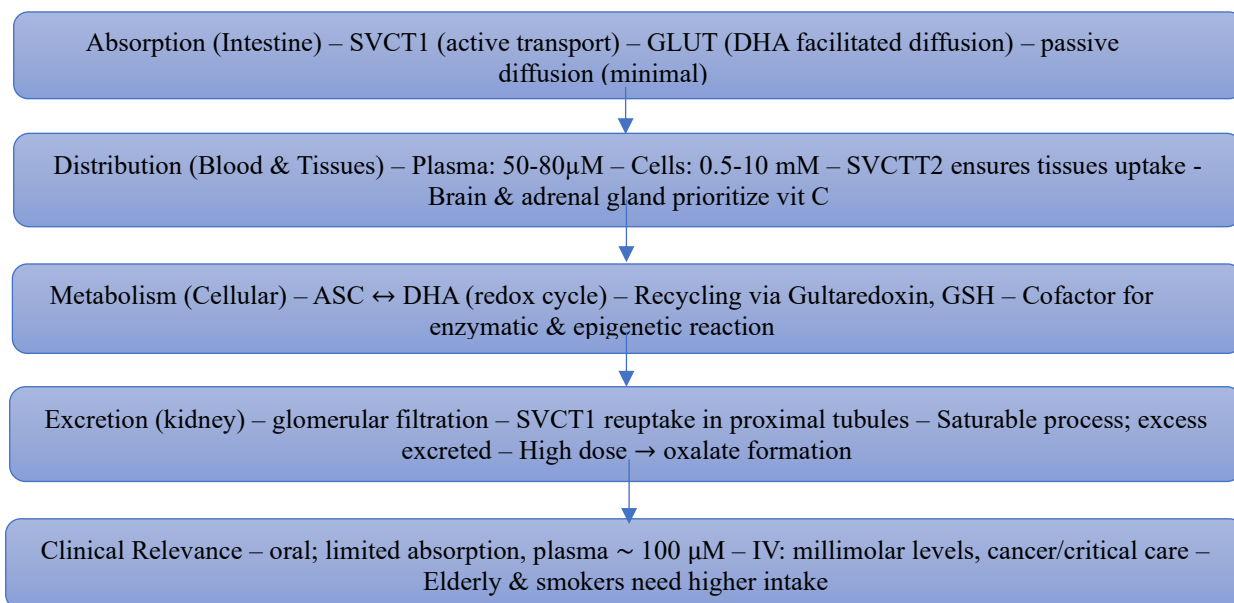 Absorption (Intestine) – SVCT1 (active transport) – GLUT (DHA facilitated diffusion) – passive
diffusion (minimal)
Distribution (Blood & Tissues) – Plasma: 50-80µM – Cells: 0.5-10 mM – SVCTT2 ensures tissues uptake -
Brain & adrenal gland prioritize vit C
Metabolism (Cellular) – ASC ↔ DHA (redox cycle) – Recycling via Gultaredoxin, GSH – Cofactor for
enzymatic & epigenetic reaction
Excretion (kidney) – glomerular filtration – SVCT1 reuptake in proximal tubules – Saturable process; excess
excreted – High dose → oxalate formation
Clinical Relevance – oral; limited absorption, plasma ~ 100 µM – IV: millimolar levels, cancer/critical care –
Elderly & smokers need higher intake